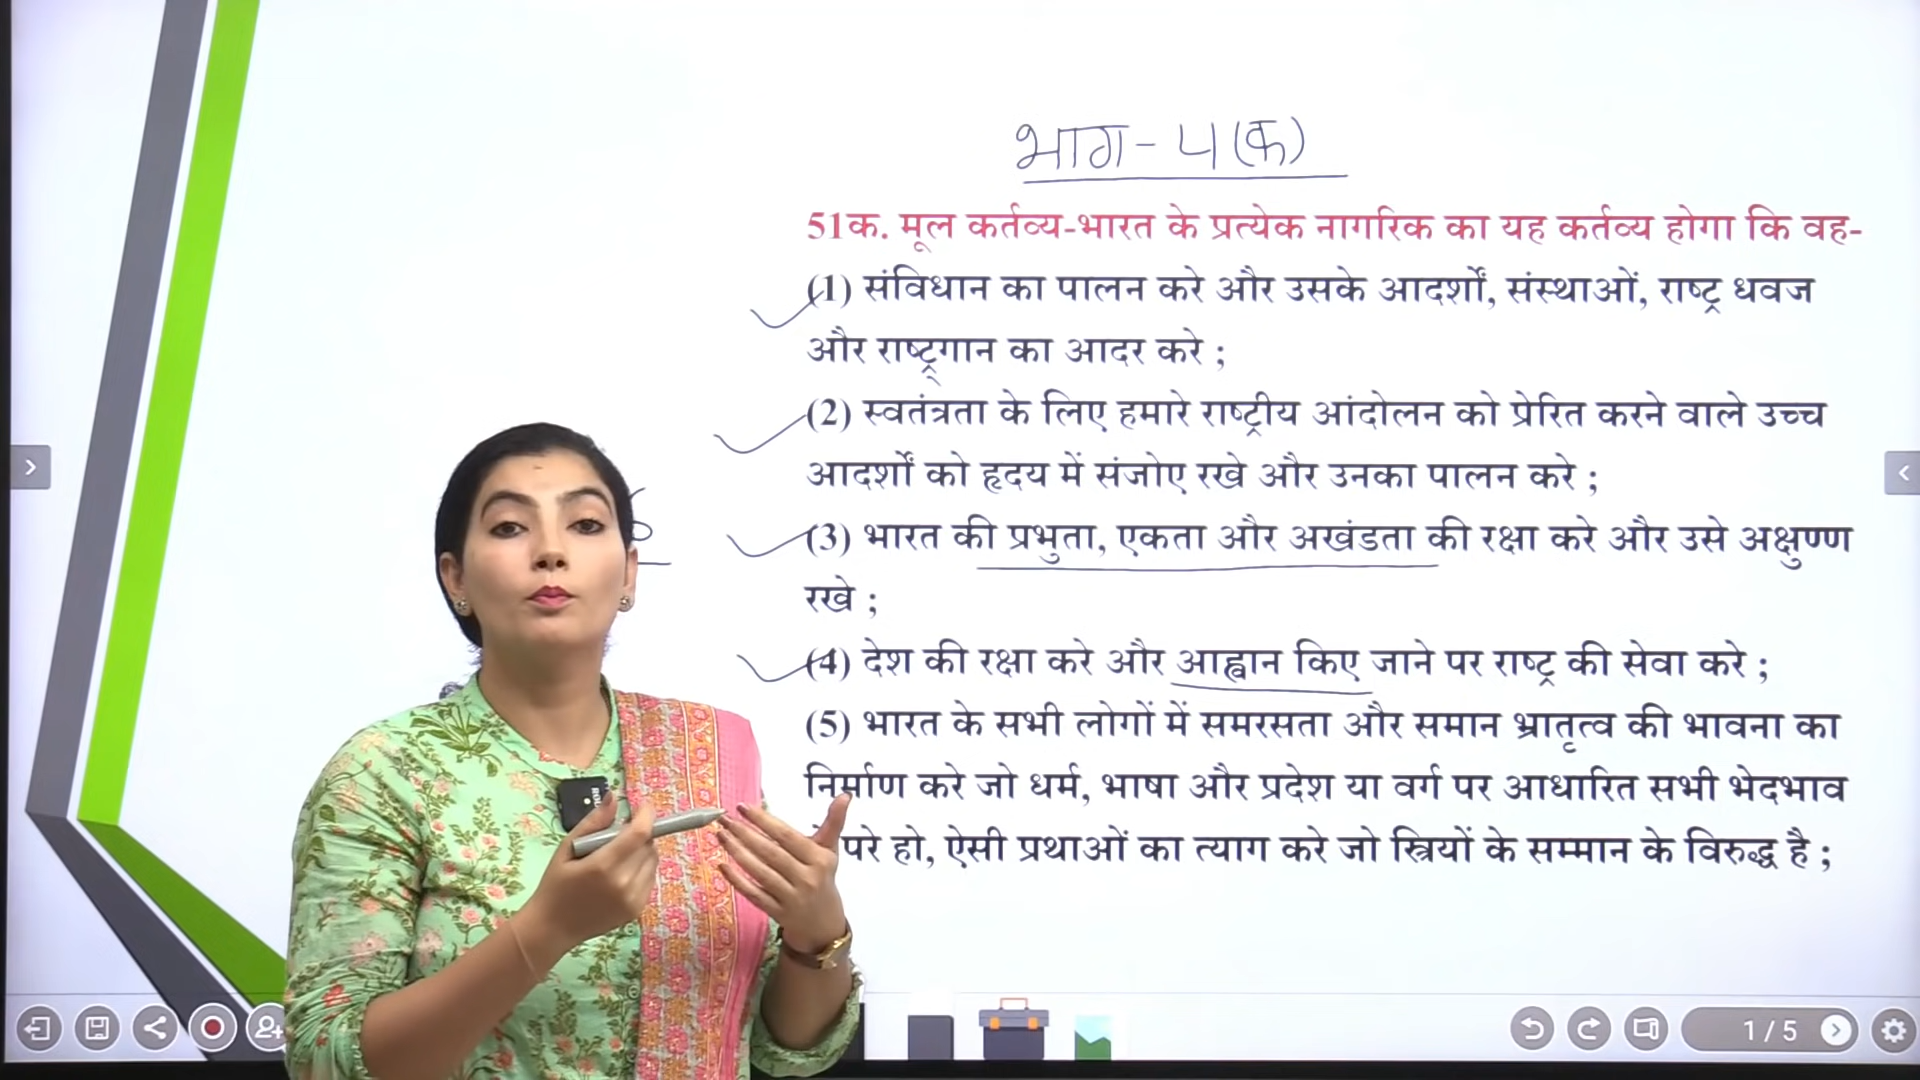 भाग - 4 (क)
51क. मूल कर्तव्य-भारत के प्रत्येक नागरिक का यह कर्तव्य होगा कि वह-
(1) संविधान का पालन करे और उसके आदर्शों, संस्थाओं, राष्ट्र धवज
और राष्ट्रगान का आदर करे ;
(2) स्वतंत्रता के लिए हमारे राष्ट्रीय आंदोलन को प्रेरित करने वाले उच्च
आदर्शों को हृदय में संजोए रखे और उनका पालन करे ;
(3) भारत की प्रभुता, एकता और अखंडता की रक्षा करे और उसे अक्षुण्ण
रखे ;
(4) देश की रक्षा करे और आह्वान किए जाने पर राष्ट्र की सेवा करे ;
(5) भारत के सभी लोगों में समरसता और समान भ्रातृत्व की भावना का
निर्माण करे जो धर्म, भाषा और प्रदेश या वर्ग पर आधारित सभी भेदभाव
परे हो, ऐसी प्रथाओं का त्याग करे जो स्त्रियों के सम्मान के विरुद्ध है ;
1 / 5